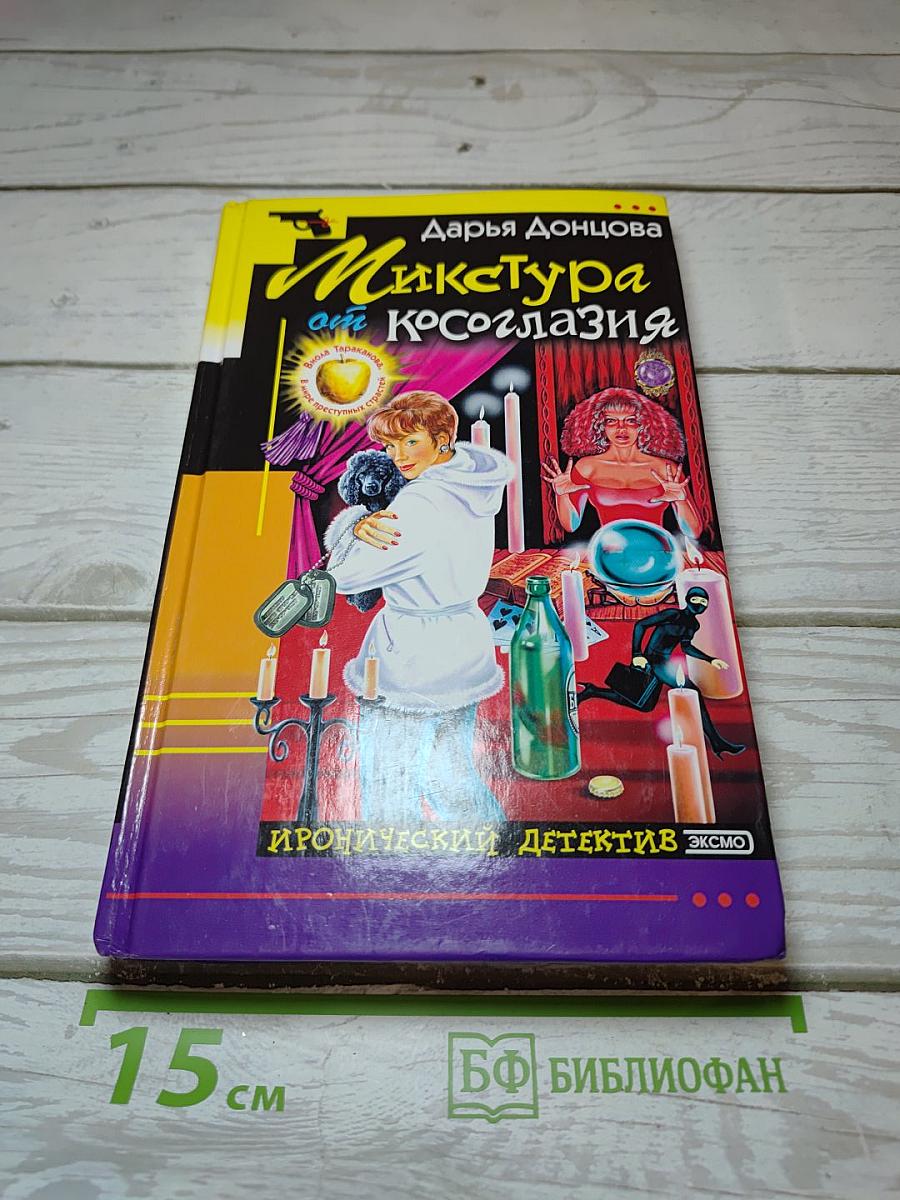 Дарья Донцова
Микстура
от косоглазия
Виола Тараканова.
В мире преступных страстей
ИРОНИЧЕСКИЙ ДЕТЕКТИВ ЭКСМО
15 см
БФ БИБЛИОФАН